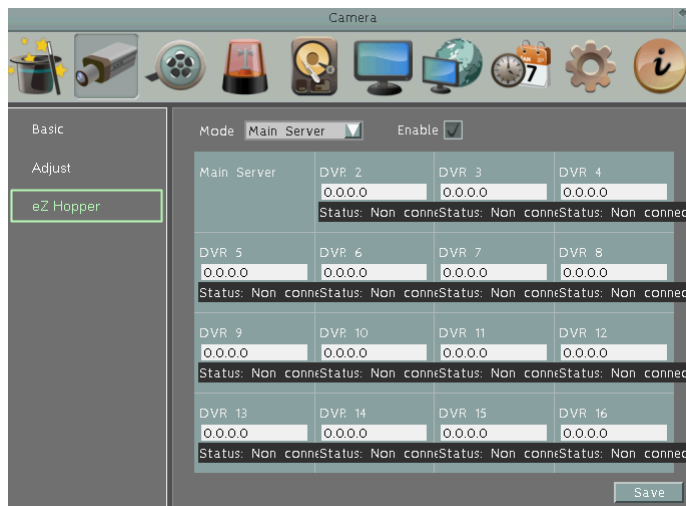 Camera
7
i
Basic
Adjust
eZ Hopper
Mode Main Server Enable
Main Server DVR 2 DVR 3 DVR 4
0.0.0.0 0.0.0.0 0.0.0.0
Status: Non conne Status: Non conne Status: Non connec
DVR 5 DVR 6 DVR 7 DVR 8
0.0.0.0 0.0.0.0 0.0.0.0 0.0.0.0
Status: Non conne Status: Non conne Status: Non conne Status: Non connec
DVR 9 DVR 10 DVR 11 DVR 12
0.0.0.0 0.0.0.0 0.0.0.0 0.0.0.0
Status: Non conne Status: Non conne Status: Non conne Status: Non connec
DVR 13 DVR 14 DVR 15 DVR 16
0.0.0.0 0.0.0.0 0.0.0.0 0.0.0.0
Status: Non conne Status: Non conne Status: Non conne Status: Non connec
Save